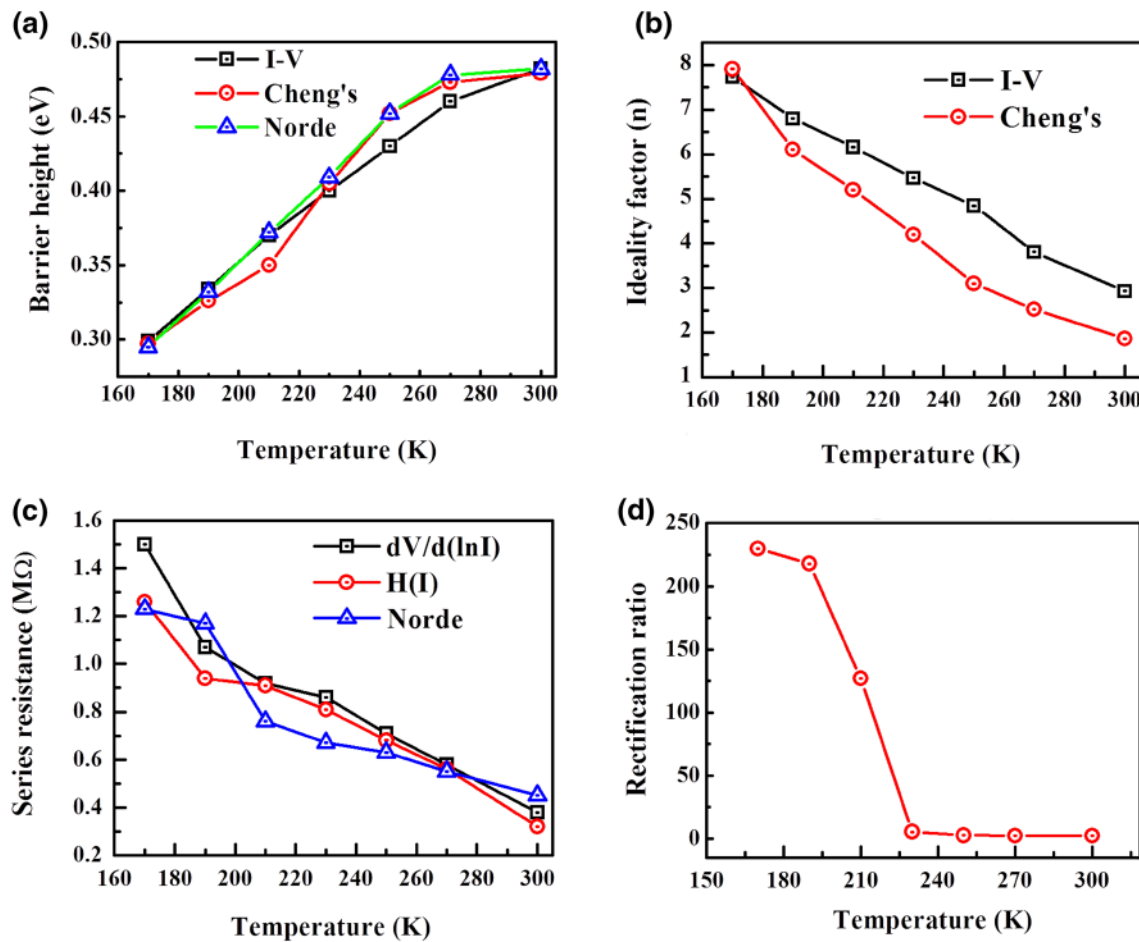 (a)
0.50
0.45
0.40
0.35
0.30
Barrier height (eV)
I-V
Cheng's
Norde
160 180 200 220 240 260 280 300
Temperature (K)
(b)
8
7
6
5
4
3
2
1
Ideality factor (n)
I-V
Cheng's
160 180 200 220 240 260 280 300
Temperature (K)
(c)
1.6
1.4
1.2
1.0
0.8
0.6
0.4
0.2
Series resistance (MΩ)
dV/d(lnI)
H(I)
Norde
160 180 200 220 240 260 280 300
Temperature (K)
(d)
250
200
150
100
50
0
Rectification ratio
150 180 210 240 270 300
Temperature (K)